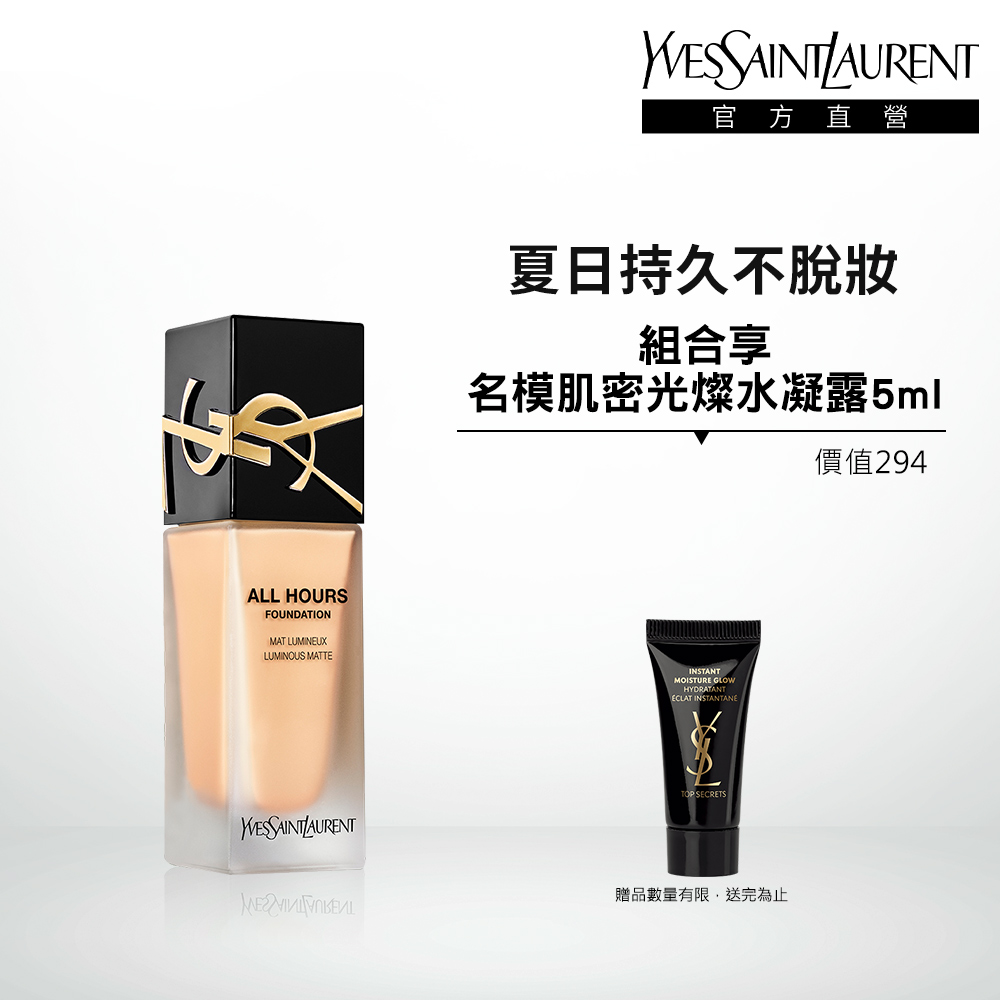 YVESSAINTLAURENT
官方直營
夏日持久不脫妝
組合享
名模肌密光燦水凝露5ml
價值294
YSL
ALL HOURS
FOUNDATION
MAT LUMINEUX
LUMINOUS MATTE
YVESSAINTLAURENT
INSTANT
MOISTURE GLOW
HYDRATANT
ÉCLAT INSTANTANÉ
YSL
TOP SECRETS
贈品數量有限，送完為止